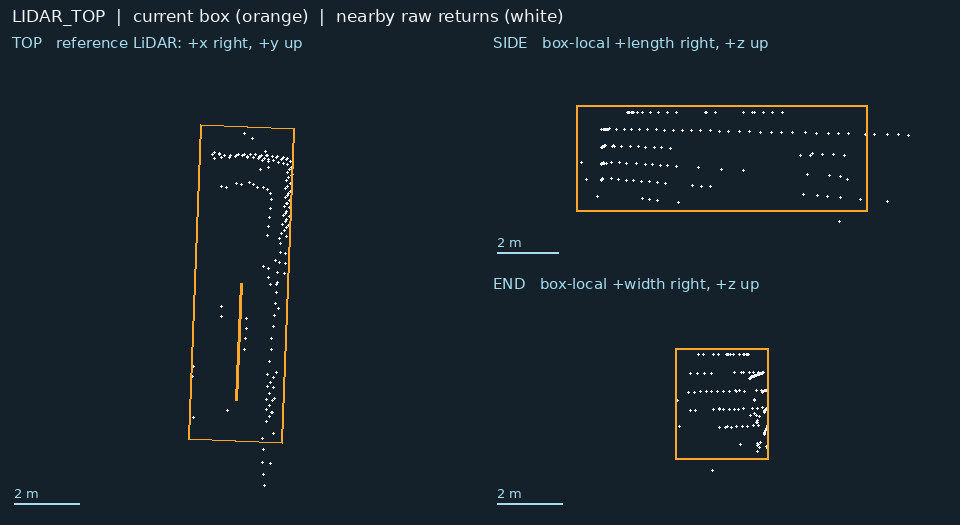 LIDAR_TOP  |  current box (orange)  |  nearby raw returns (white)
TOP   reference LiDAR: +x right, +y up
SIDE   box-local +length right, +z up
2 m
END   box-local +width right, +z up
2 m
2 m